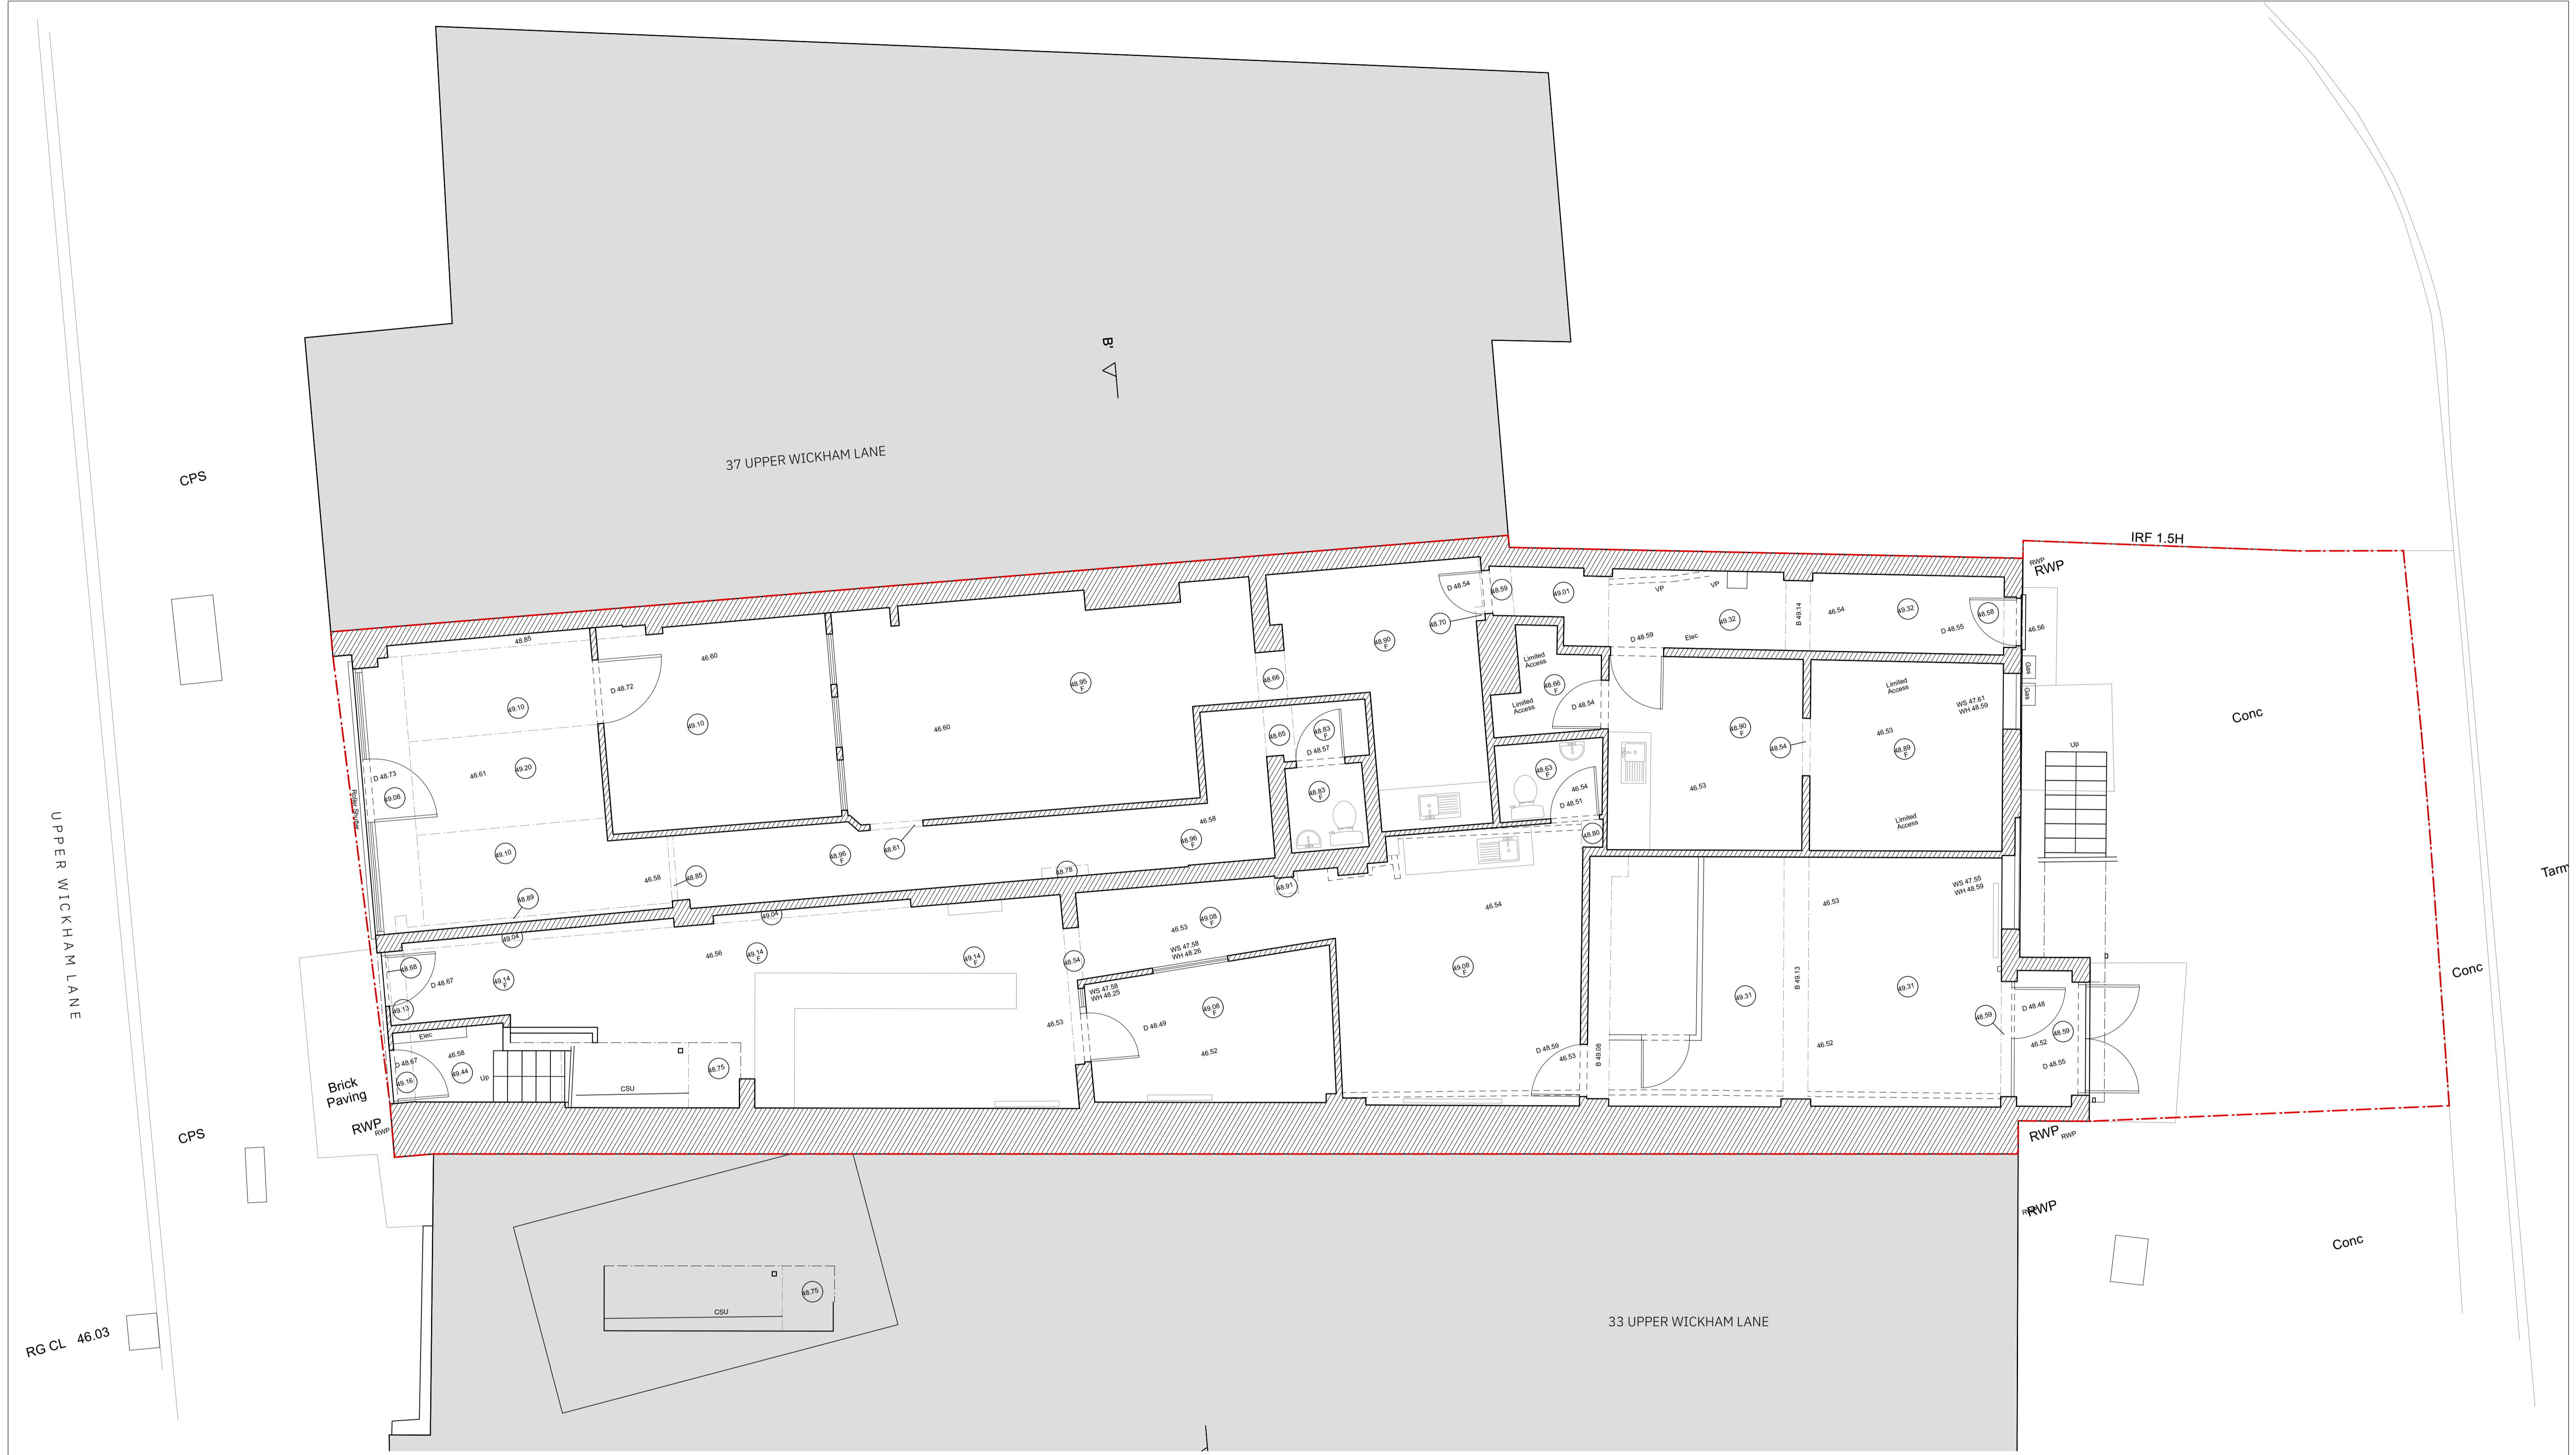 B'
37 UPPER WICKHAM LANE
CPS
IRF 1.5H
RWP
RWP
D 48.54
48.59
49.01
VP
VP
49.32
B 49.14
46.54
49.32
48.58
D 48.55
46.56
48.70
48.90
F
D 48.59
Elec
48.85
46.60
D 48.72
48.95
F
48.66
Limited
Access
48.66
F
Limited
Access
D 48.54
Limited
Access
WS 47.61
WH 48.59
Gas
Gas
Conc
49.10
49.10
46.60
48.65
48.83
F
D 48.57
48.90
F
48.54
46.53
48.89
F
Up
46.61
49.20
D 48.73
49.08
Roller Shutter
48.83
F
48.63
F
46.54
D 48.51
46.53
Limited
Access
UPPER WICKHAM LANE
49.10
46.58
48.96
F
48.61
48.96
F
46.58
48.80
48.85
48.78
48.91
48.89
49.04
49.04
46.53
49.08
F
WS 47.58
WH 48.26
46.54
46.53
WS 47.55
WH 48.59
Tarm
48.68
D 48.67
49.14
F
46.56
49.14
F
49.14
F
48.54
49.08
F
B 49.13
Conc
49.13
WS 47.58
WH 48.25
49.08
F
49.31
49.31
48.59
D 48.48
48.59
Elec
46.58
D 48.67
49.16
49.44
Up
CSU
48.75
46.53
D 48.49
46.52
D 48.59
46.53
B 49.08
46.52
46.52
D 48.55
Brick
Paving
RWP
RWP
CPS
RWP
RWP
RWP
Conc
CSU
48.75
33 UPPER WICKHAM LANE
RG CL 46.03